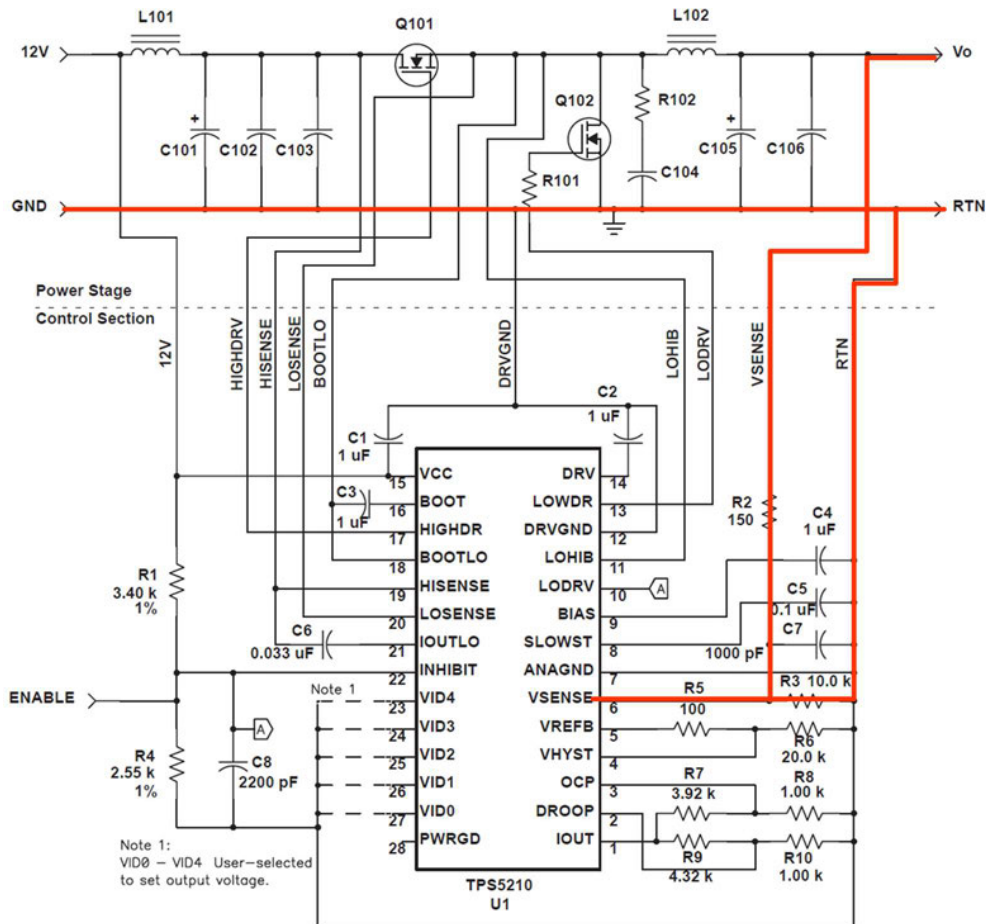 L101
Q101
L102
12V
Vo
Q102
R102
C101
C102
C103
R101
C104
C105
C106
+
+
GND
RTN
Power Stage
Control Section
12V
HIGHDRV
HISENSE
LOSENSE
BOOTLO
DRVGND
LOHIB
LODRV
VSENSE
RTN
C1
1 uF
C2
1 uF
C3
1 uF
R2
150
C4
1 uF
C5
0.1 uF
C7
1000 pF
R1
3.40 k
1%
C6
0.033 uF
ENABLE
Note 1
A
A
R4
2.55 k
1%
C8
2200 pF
15 VCC
16 BOOT
17 HIGHDR
18 BOOTLO
19 HISENSE
20 LOSENSE
21 IOUTLO
22 INHIBIT
23 VID4
24 VID3
25 VID2
26 VID1
27 VID0
28 PWRGD
DRV 14
LOWDR 13
DRVGND 12
LOHIB 11
LODRV 10
BIAS 9
SLOWST 8
ANAGND 7
VSENSE 6
VREFB 5
VHYST 4
OCP 3
DROOP 2
IOUT 1
R3 10.0 k
R5
100
R6
20.0 k
R7
3.92 k
R8
1.00 k
R9
4.32 k
R10
1.00 k
Note 1:
VID0 – VID4 User–selected
to set output voltage.
TPS5210
U1